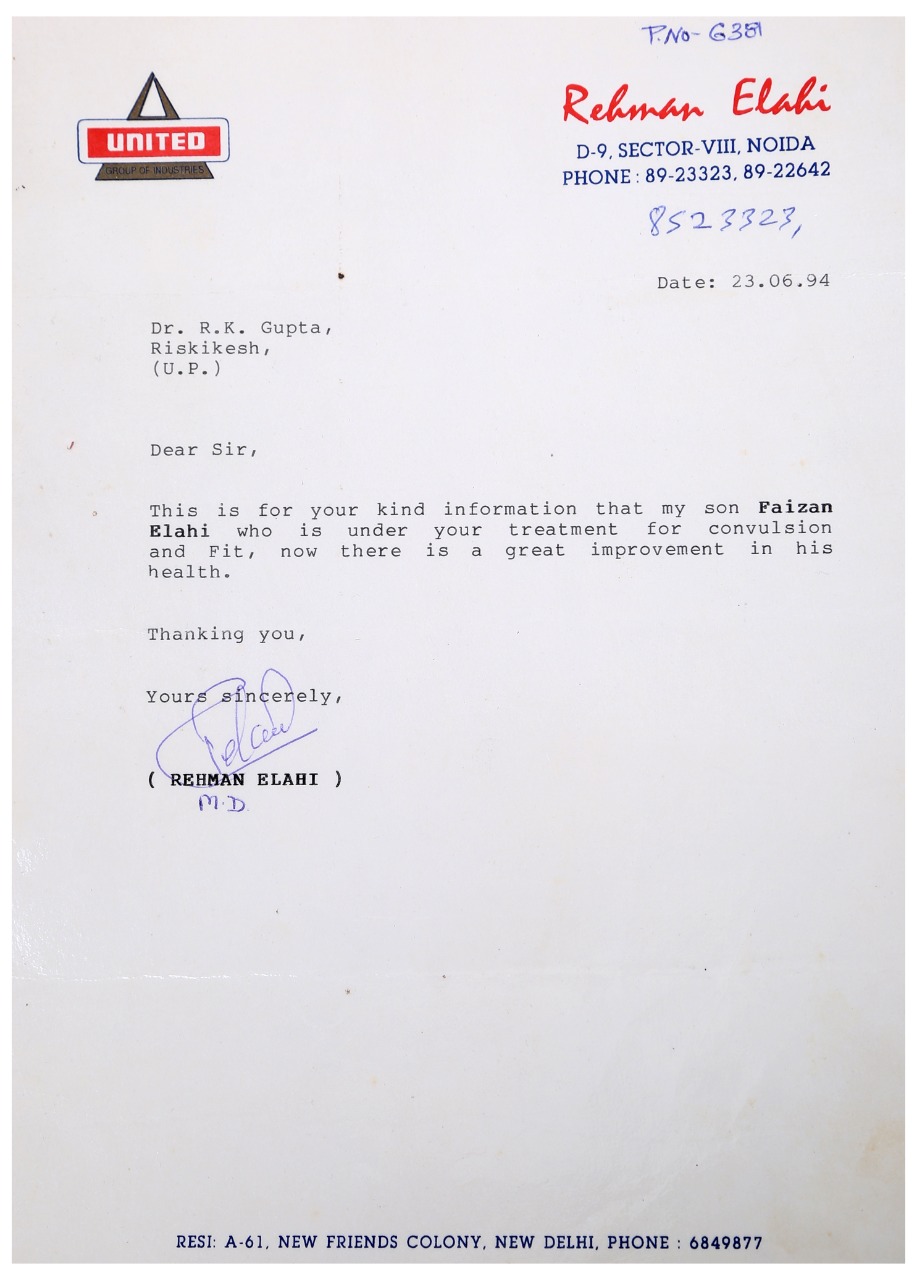 P.No- G351
UNITED
GROUP OF INDUSTRIES
Rehman Elahi
D-9, SECTOR-VIII, NOIDA
PHONE : 89-23323, 89-22642
8523323,
Date: 23.06.94
Dr. R.K. Gupta,
Riskikesh,
(U.P.)
Dear Sir,
This is for your kind information that my son Faizan
Elahi who is under your treatment for convulsion
and Fit, now there is a great improvement in his
health.
Thanking you,
Yours sincerely,
( REHMAN ELAHI )
M.D.
RESI: A-61, NEW FRIENDS COLONY, NEW DELHI, PHONE : 6849877